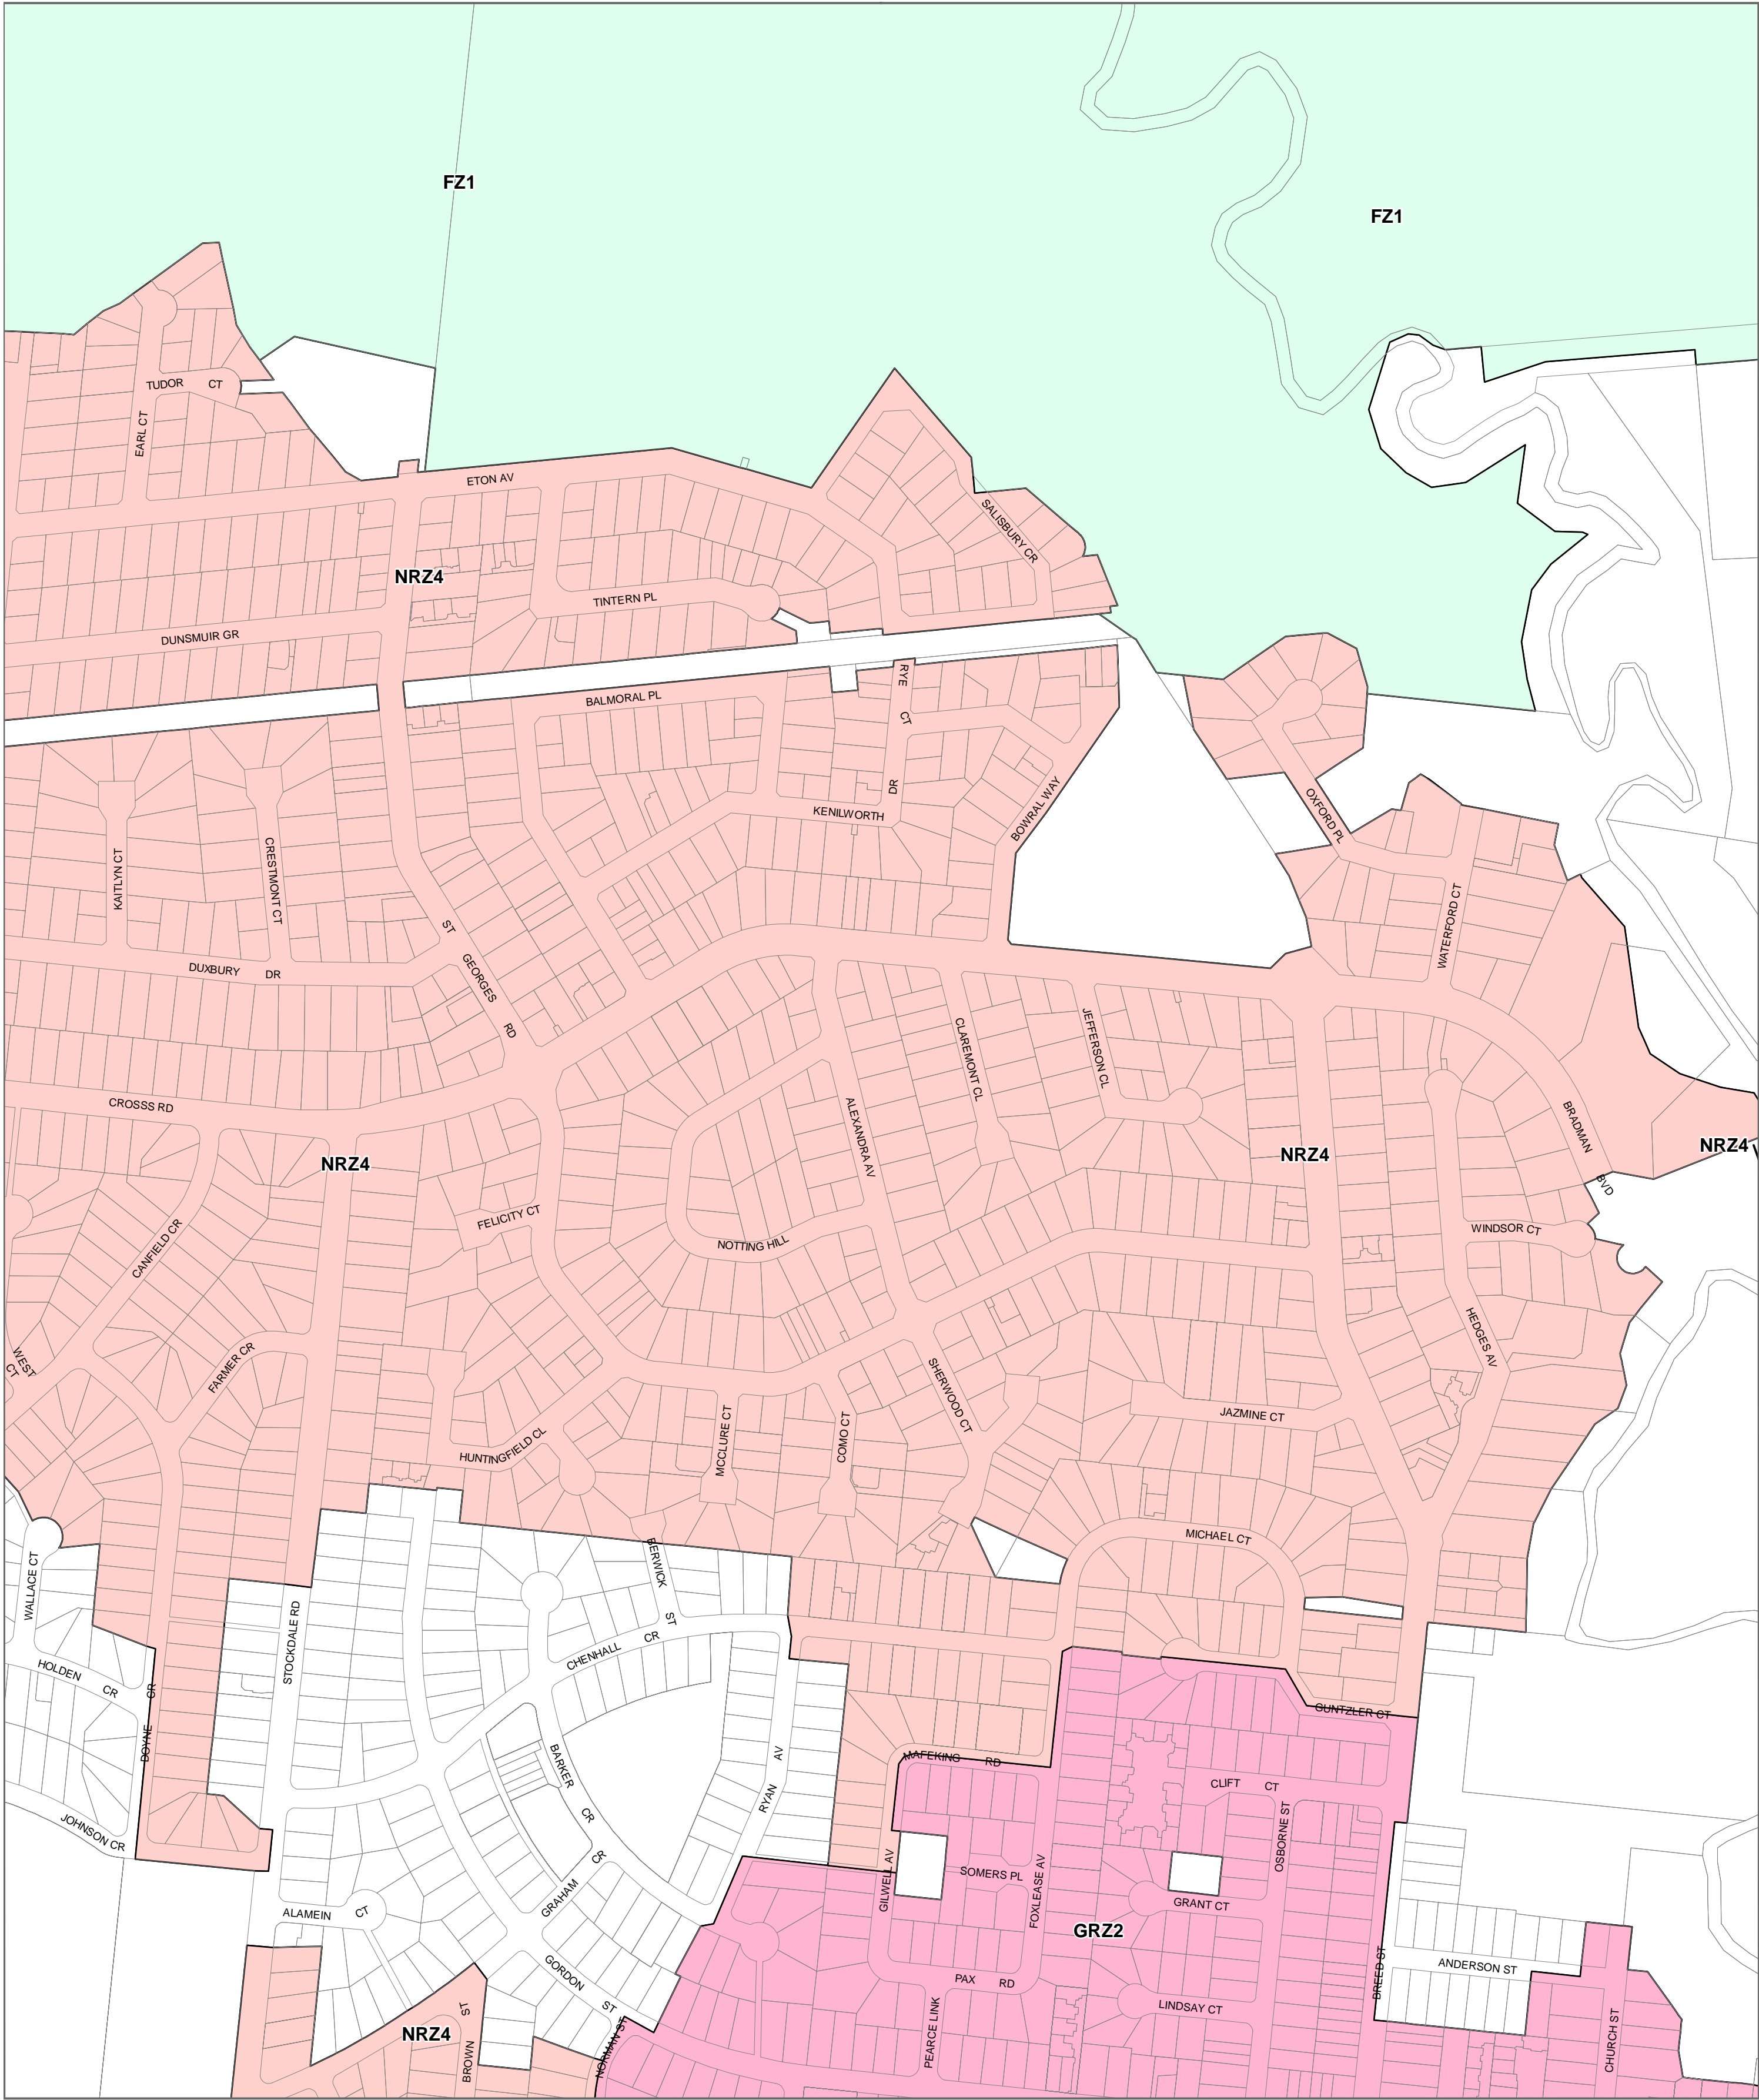 FZ1
FZ1
TUDOR CT
EARL CT
ETON AV
SALISBURY CR
NRZ4
TINTERN PL
DUNSMUIR GR
RYE CT
BALMORAL PL
DR
KENILWORTH
BOWRAL WAY
OXFORD PL
KAITLYN CT
CRESTMONT CT
WATERFORD CT
ST GEORGES RD
DUXBURY DR
CLAREMONT CL
JEFFERSON CL
CROSSS RD
ALEXANDRA AV
BRADMAN BVD
NRZ4
NRZ4
NRZ4
FELICITY CT
CANFIELD CR
NOTTING HILL
WINDSOR CT
HEDGES AV
WEST CT
FARMER CR
SHERWOOD CT
JAZMINE CT
MCCLURE CT
COMO CT
HUNTINGFIELD CL
MICHAEL CT
WALLACE CT
BERWICK ST
STOCKDALE RD
CHENHALL CR
HOLDEN CR
DOYNE GR
GUNTZLER CT
MAFEKING RD
BARKER CR
RYAN AV
CLIFT CT
OSBORNE ST
JOHNSON CR
GRAHAM CR
GILWELL AV
SOMERS PL
FOXLEASE AV
GRANT CT
ALAMEIN CT
GRZ2
GORDON ST
PAX RD
BREED ST
ANDERSON ST
LINDSAY CT
NRZ4
BROWN ST
NORMAN ST
PEARCE LINK
CHURCH ST